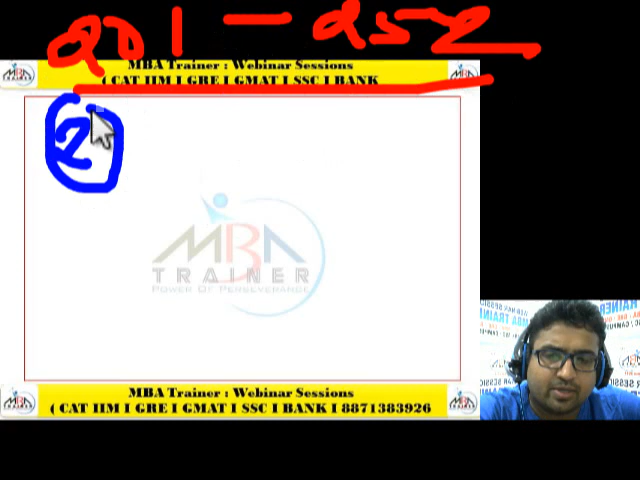 201 - 252
MBA Trainer : Webinar Sessions
( CAT IIM I GRE I GMAT I SSC I BANK
2
MBA
TRAINER
POWER OF PERSEVERANCE
MBA Trainer : Webinar Sessions
( CAT IIM I GRE I GMAT I SSC I BANK I 8871383926